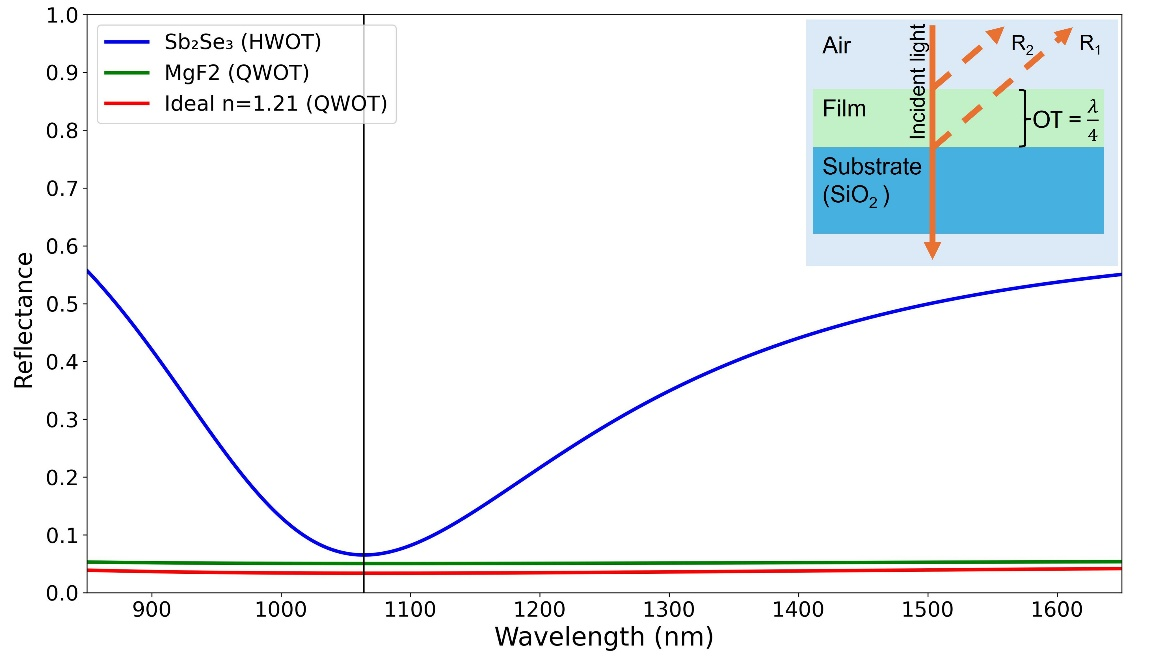 1.0
0.9
0.8
0.7
0.6
0.5
0.4
0.3
0.2
0.1
0.0
Reflectance
Sb₂Se₃ (HWOT)
MgF2 (QWOT)
Ideal n=1.21 (QWOT)
Air
Incident light
R₂
R₁
Film
OT = λ/4
Substrate
(SiO₂ )
900 1000 1100 1200 1300 1400 1500 1600
Wavelength (nm)